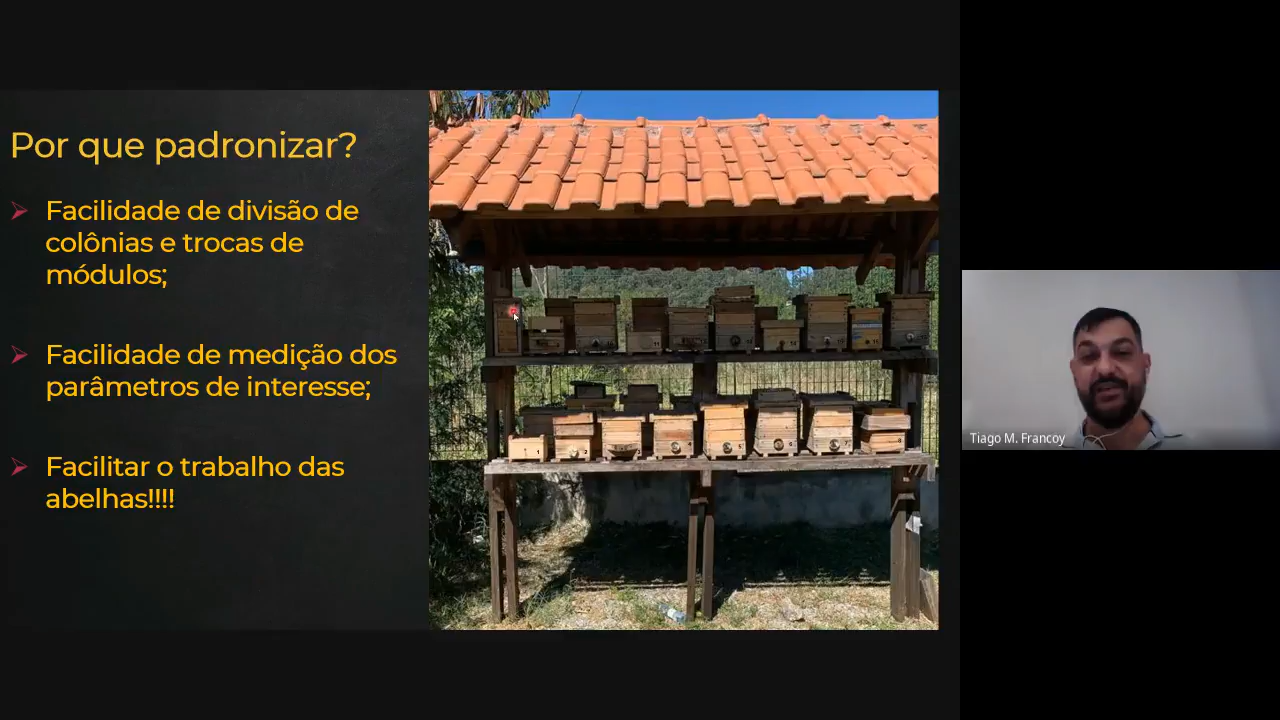 Por que padronizar?
Facilidade de divisão de
colônias e trocas de
módulos;
Facilidade de medição dos
parâmetros de interesse;
Facilitar o trabalho das
abelhas!!!!
Tiago M. Francoy